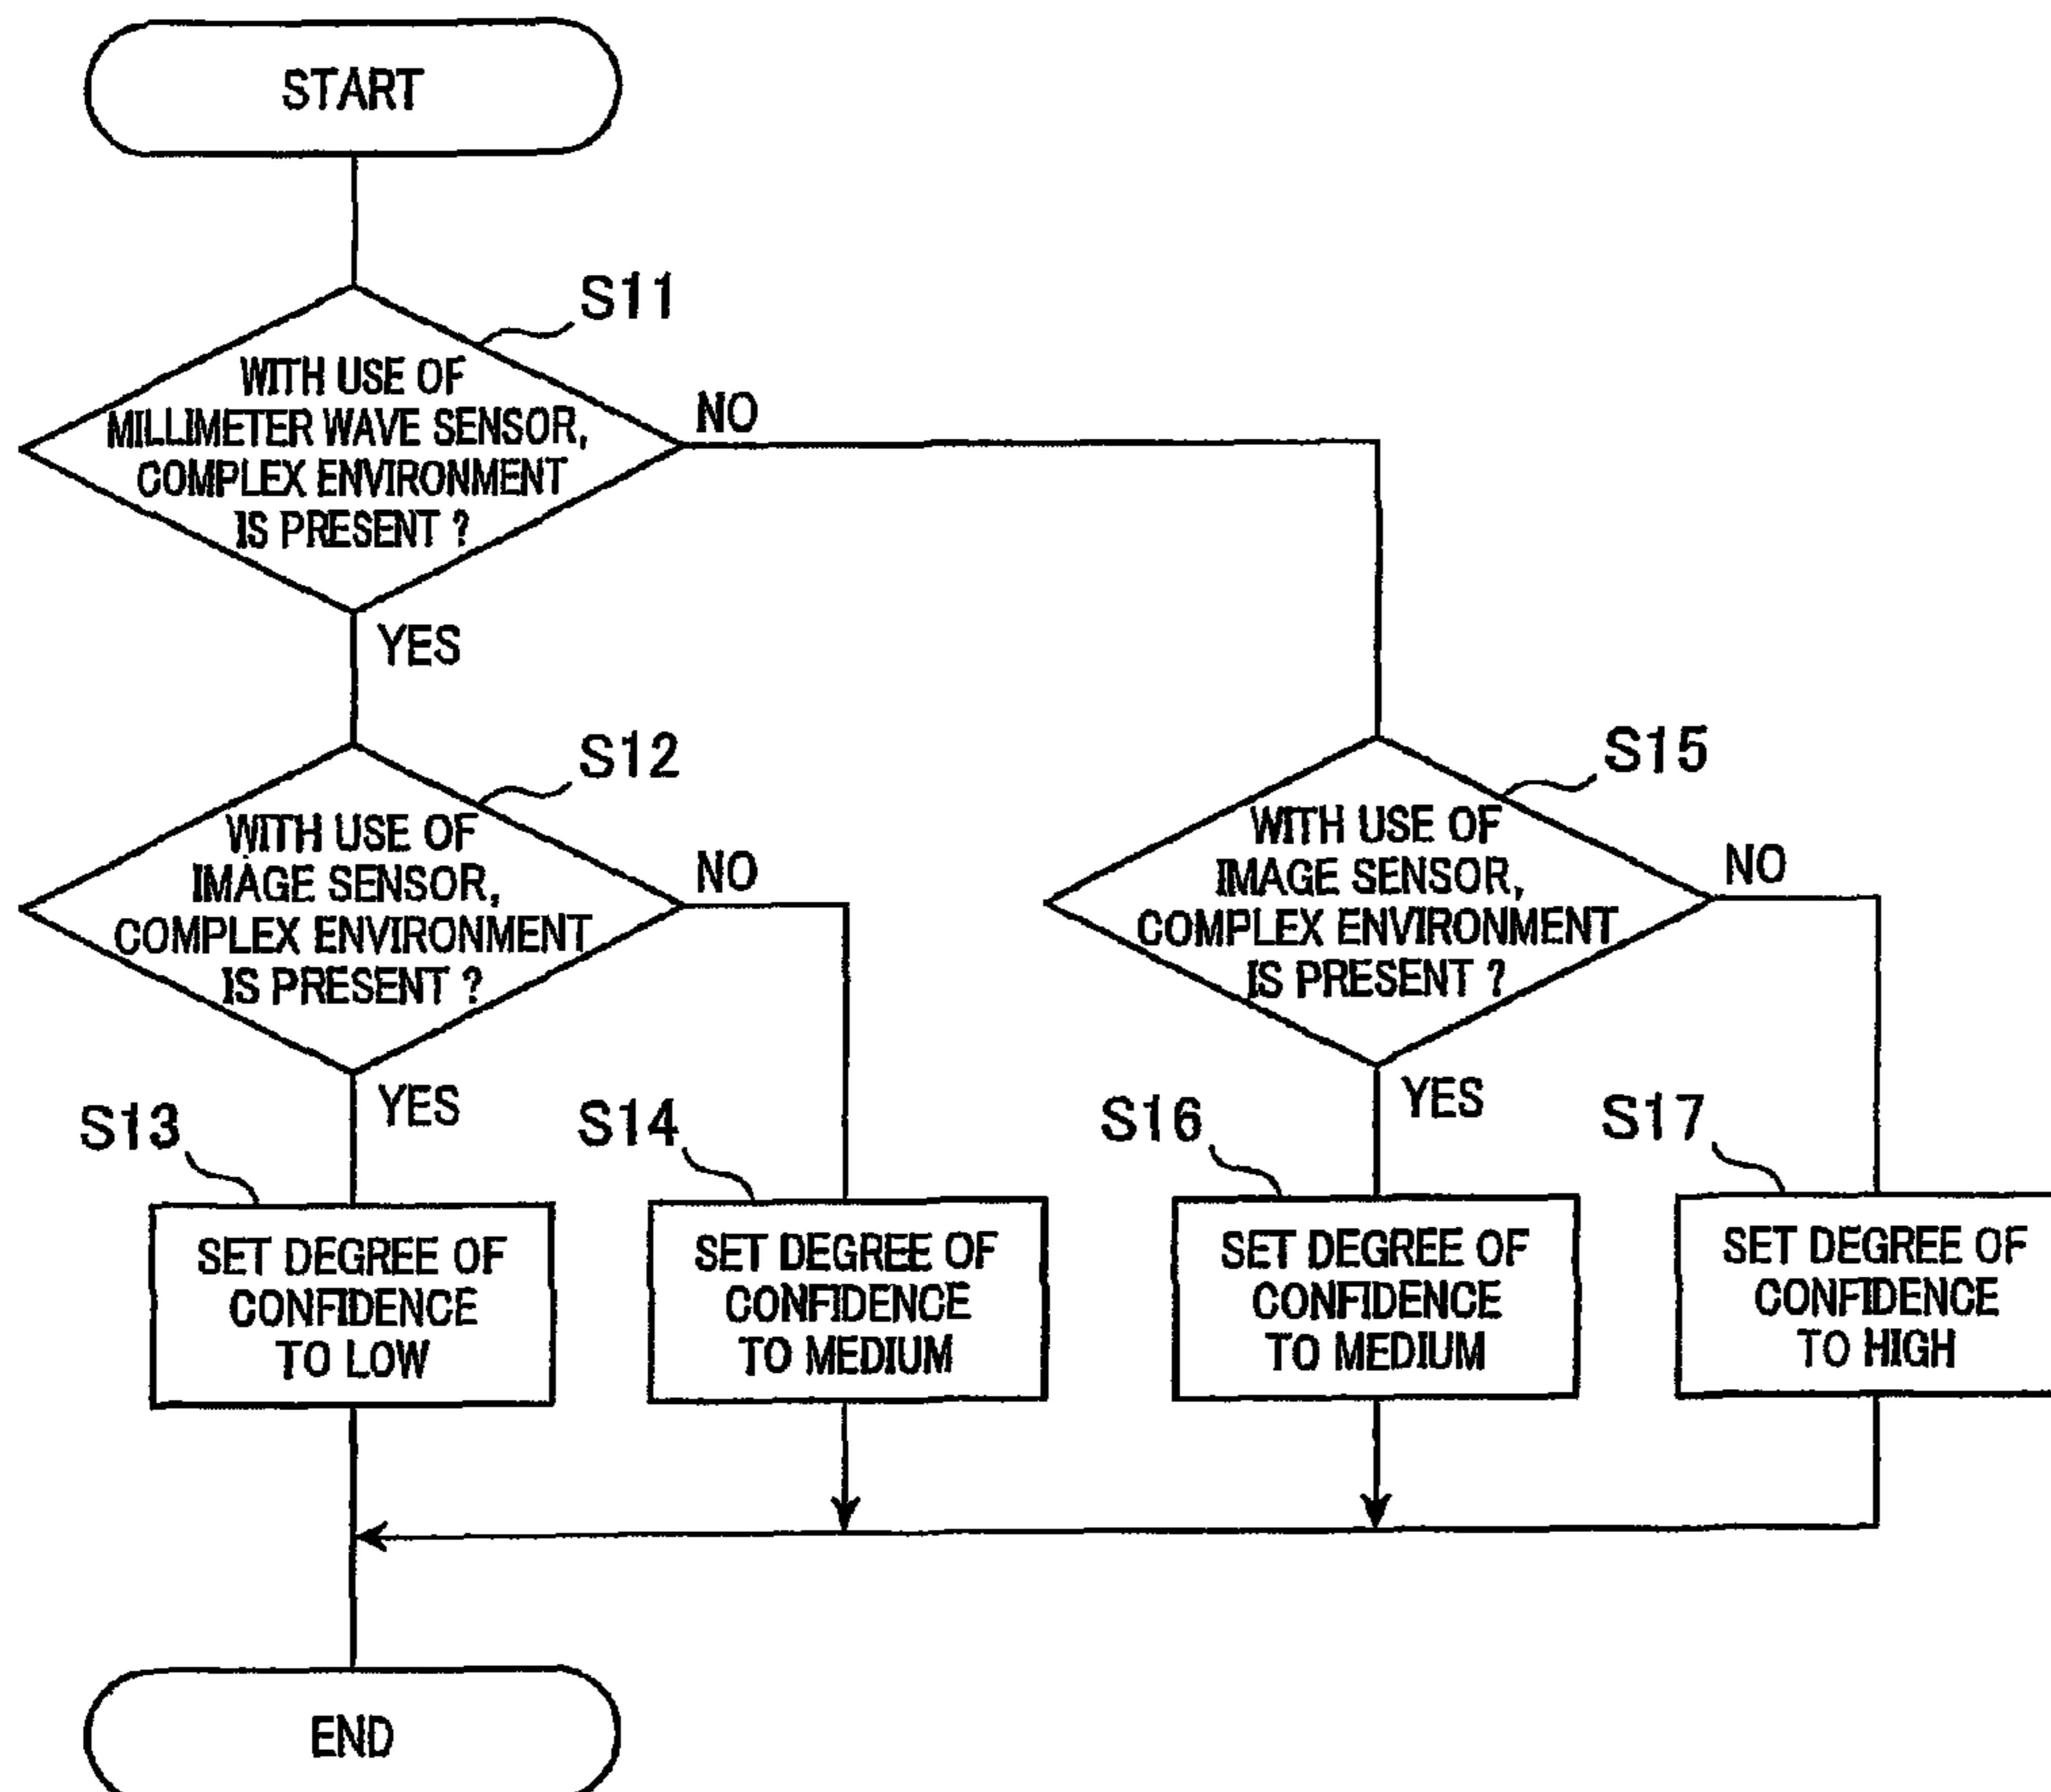 START
S11
WITH USE OF
MILLIMETER WAVE SENSOR,
COMPLEX ENVIRONMENT
IS PRESENT ?
NO
YES
S12
WITH USE OF
IMAGE SENSOR,
COMPLEX ENVIRONMENT
IS PRESENT ?
NO
YES
S15
WITH USE OF
IMAGE SENSOR,
COMPLEX ENVIRONMENT
IS PRESENT ?
NO
YES
S13
SET DEGREE OF
CONFIDENCE
TO LOW
S14
SET DEGREE OF
CONFIDENCE
TO MEDIUM
S16
SET DEGREE OF
CONFIDENCE
TO MEDIUM
S17
SET DEGREE OF
CONFIDENCE
TO HIGH
END